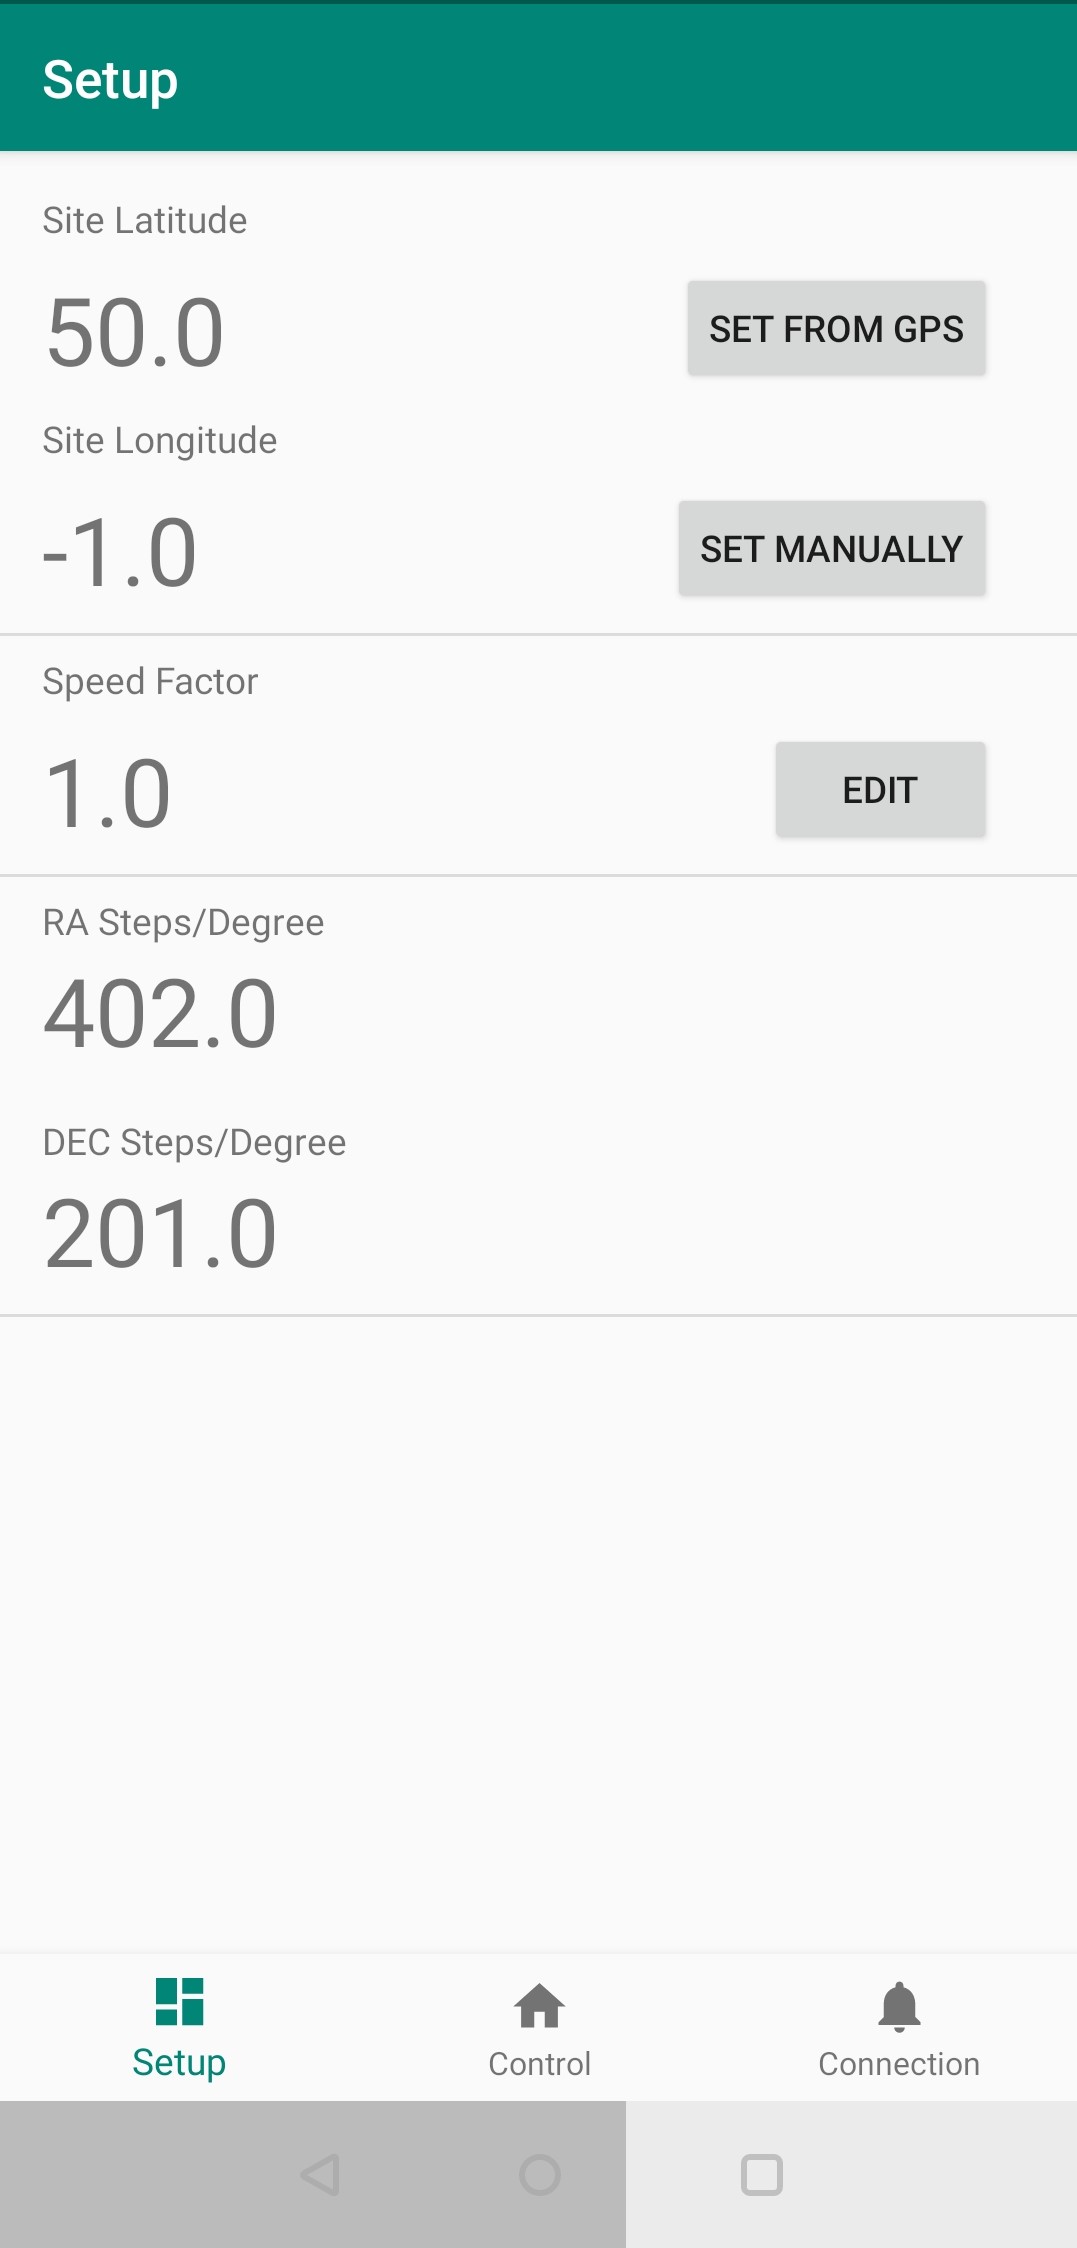 Setup
Site Latitude
50.0
SET FROM GPS
Site Longitude
-1.0
SET MANUALLY
Speed Factor
1.0
EDIT
RA Steps/Degree
402.0
DEC Steps/Degree
201.0
Setup
Control
Connection